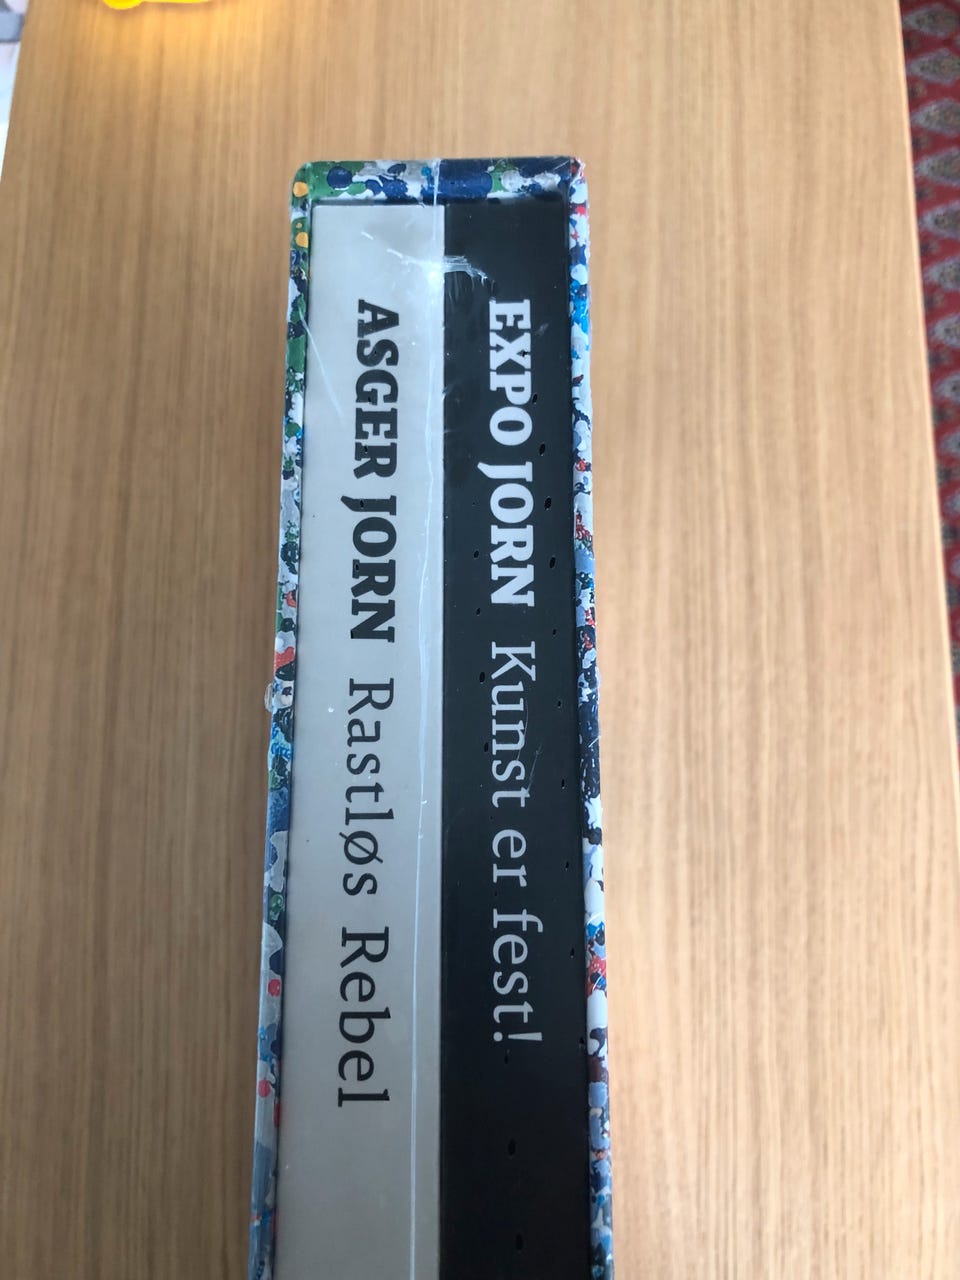 EXPO JORN Kunst er fest!
ASGER JORN Rastløs Rebel